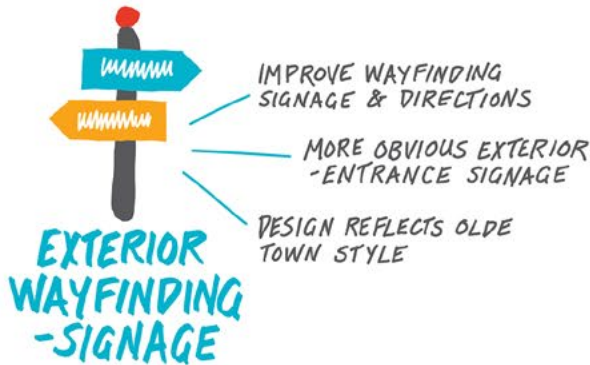 IMPROVE WAYFINDING
SIGNAGE & DIRECTIONS
MORE OBVIOUS EXTERIOR
-ENTRANCE SIGNAGE
DESIGN REFLECTS OLDE
TOWN STYLE
EXTERIOR
WAYFINDING
-SIGNAGE